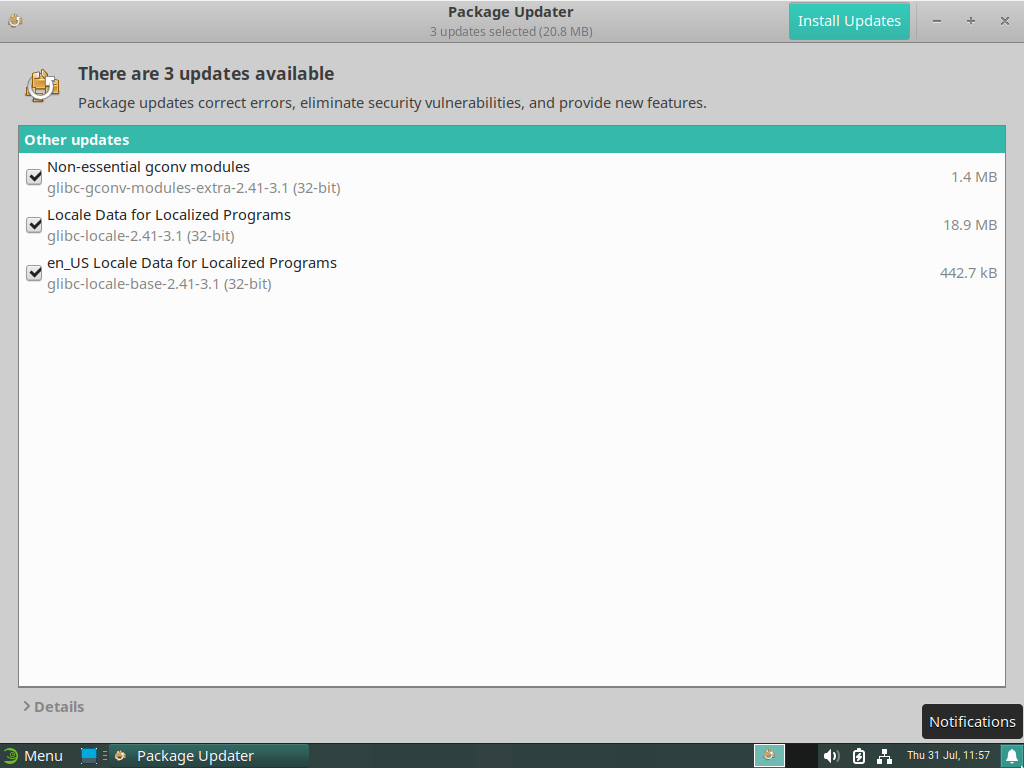 Package Updater
3 updates selected (20.8 MB)
Install Updates
There are 3 updates available
Package updates correct errors, eliminate security vulnerabilities, and provide new features.
Other updates
Non-essential gconv modules
glibc-gconv-modules-extra-2.41-3.1 (32-bit)
1.4 MB
Locale Data for Localized Programs
glibc-locale-2.41-3.1 (32-bit)
18.9 MB
en_US Locale Data for Localized Programs
glibc-locale-base-2.41-3.1 (32-bit)
442.7 kB
Details
Notifications
Menu
Package Updater
Thu 31 Jul, 11:57